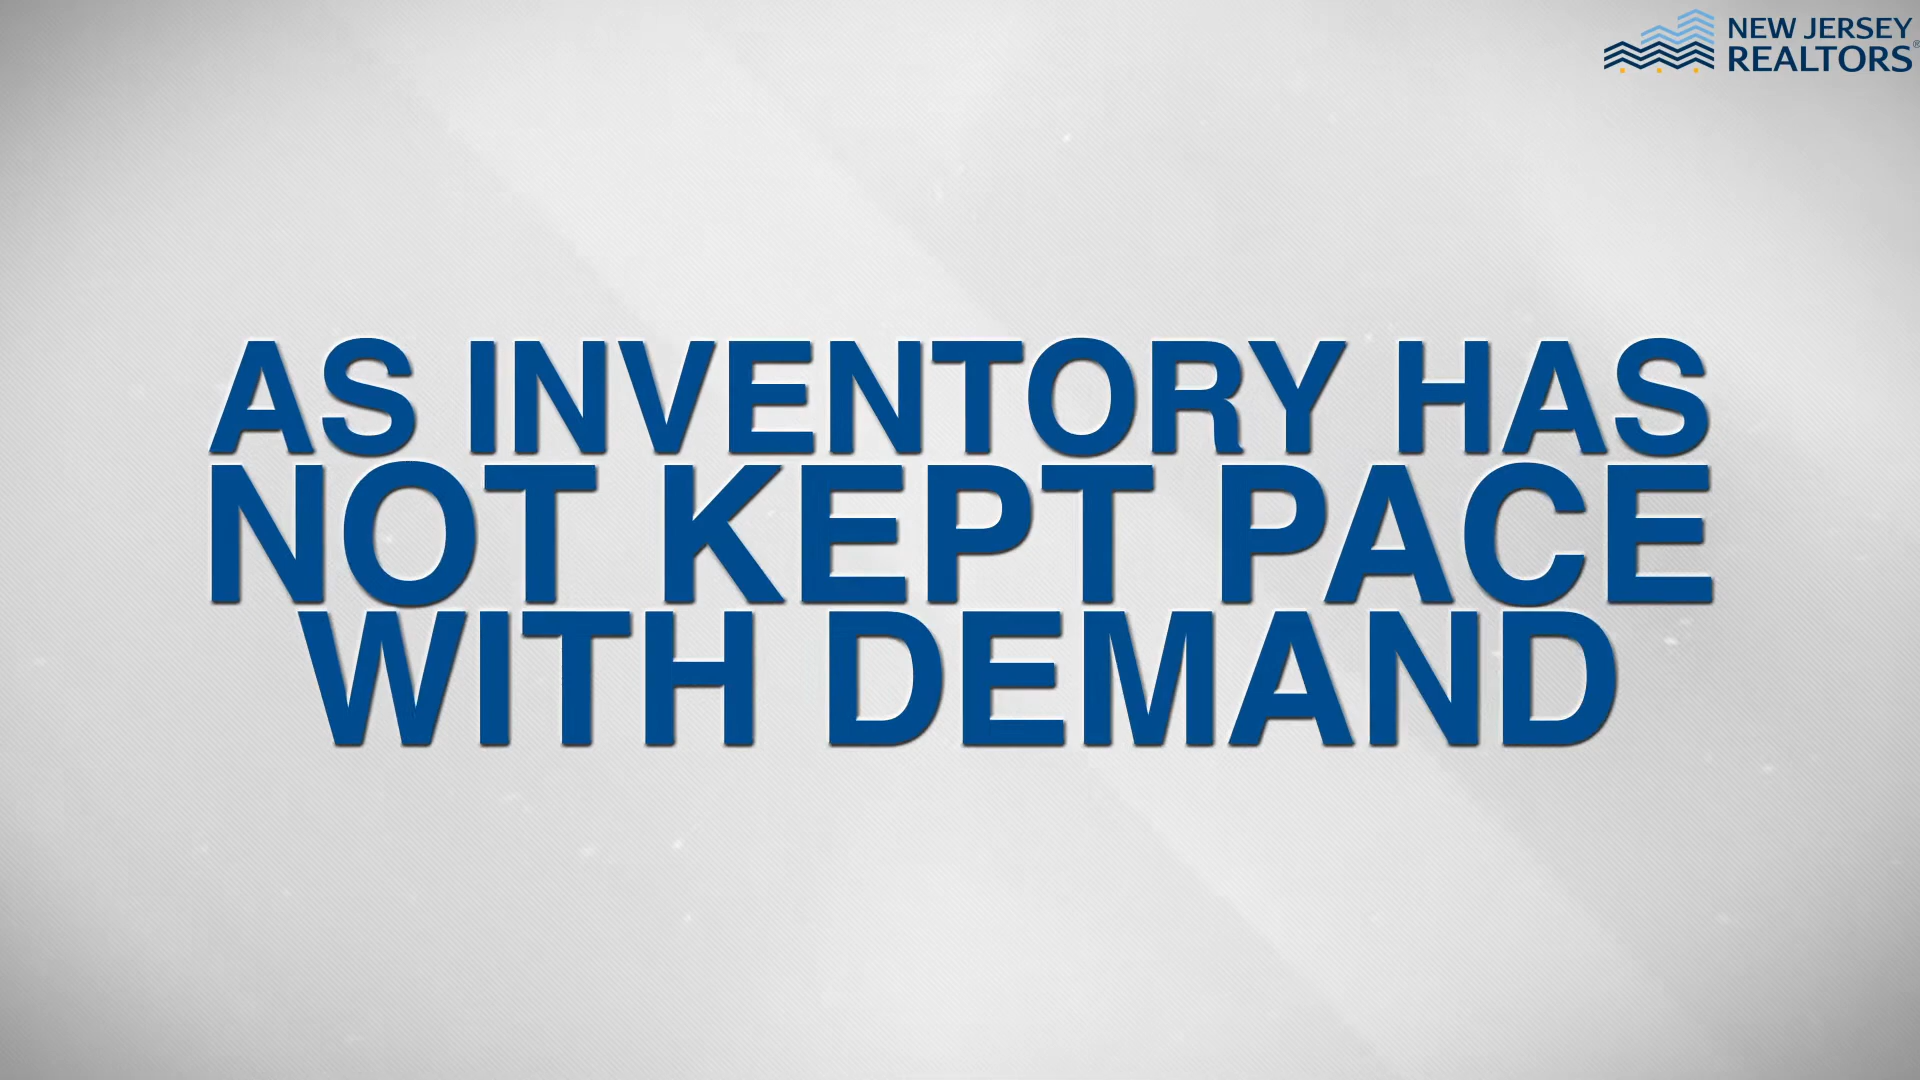 NEW JERSEY
REALTORS®
AS INVENTORY HAS
NOT KEPT PACE
WITH DEMAND